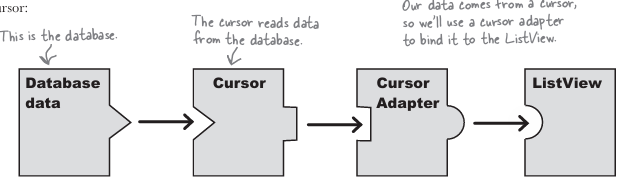 ursor:
This is the database.
The cursor reads data
from the database.
Our data comes from a cursor,
so we'll use a cursor adapter
to bind it to the ListView.
Database
data
Cursor
Cursor
Adapter
ListView